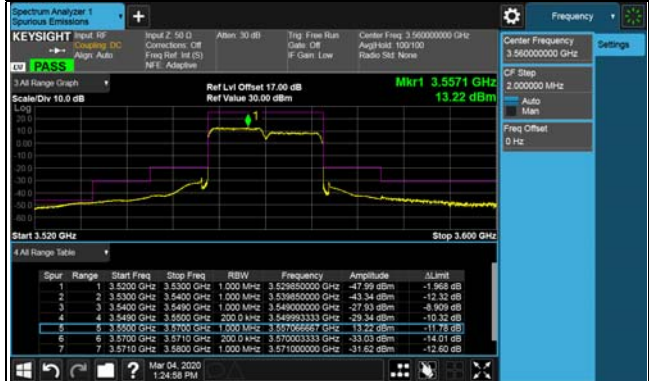 Spectrum Analyzer 1
Spurious Emissions
Frequency
KEYSIGHT Input: RF Input Z: 50 Ω Atten: 30 dB Trig: Free Run Center Freq: 3.560000000 GHz
Coupling: DC Corrections: Off Gate: Off Avg|Hold: 100/100
Align: Auto Freq Ref: Int (S) IF Gain: Low Radio Std: None
LXI PASS NFE: Adaptive
Center Frequency
3.560000000 GHz
Settings
CF Step
2.000000 MHz
Auto
Man
Freq Offset
0 Hz
3 All Range Graph
Ref Lvl Offset 17.00 dB
Mkr1 3.5571 GHz
Scale/Div 10.0 dB
Ref Value 30.00 dBm
13.22 dBm
Log
20.0
10.0
0.00
-10.0
-20.0
-30.0
-40.0
-50.0
-60.0
1
Start 3.520 GHz
Stop 3.600 GHz
4 All Range Table
Spur Range Start Freq Stop Freq RBW Frequency Amplitude ΔLimit
1 1 3.5200 GHz 3.5300 GHz 1.000 MHz 3.529850000 GHz -47.99 dBm -1.968 dB
2 2 3.5300 GHz 3.5400 GHz 1.000 MHz 3.539850000 GHz -43.34 dBm -12.32 dB
3 3 3.5400 GHz 3.5490 GHz 1.000 MHz 3.549000000 GHz -27.93 dBm -8.909 dB
4 4 3.5490 GHz 3.5500 GHz 200.0 kHz 3.549993333 GHz -29.34 dBm -10.32 dB
5 5 3.5500 GHz 3.5700 GHz 1.000 MHz 3.557066667 GHz 13.22 dBm -11.78 dB
6 6 3.5700 GHz 3.5710 GHz 200.0 kHz 3.570003333 GHz -33.03 dBm -14.01 dB
7 7 3.5710 GHz 3.5800 GHz 1.000 MHz 3.571000000 GHz -31.62 dBm -12.60 dB
Mar 04, 2020
1:24:58 PM